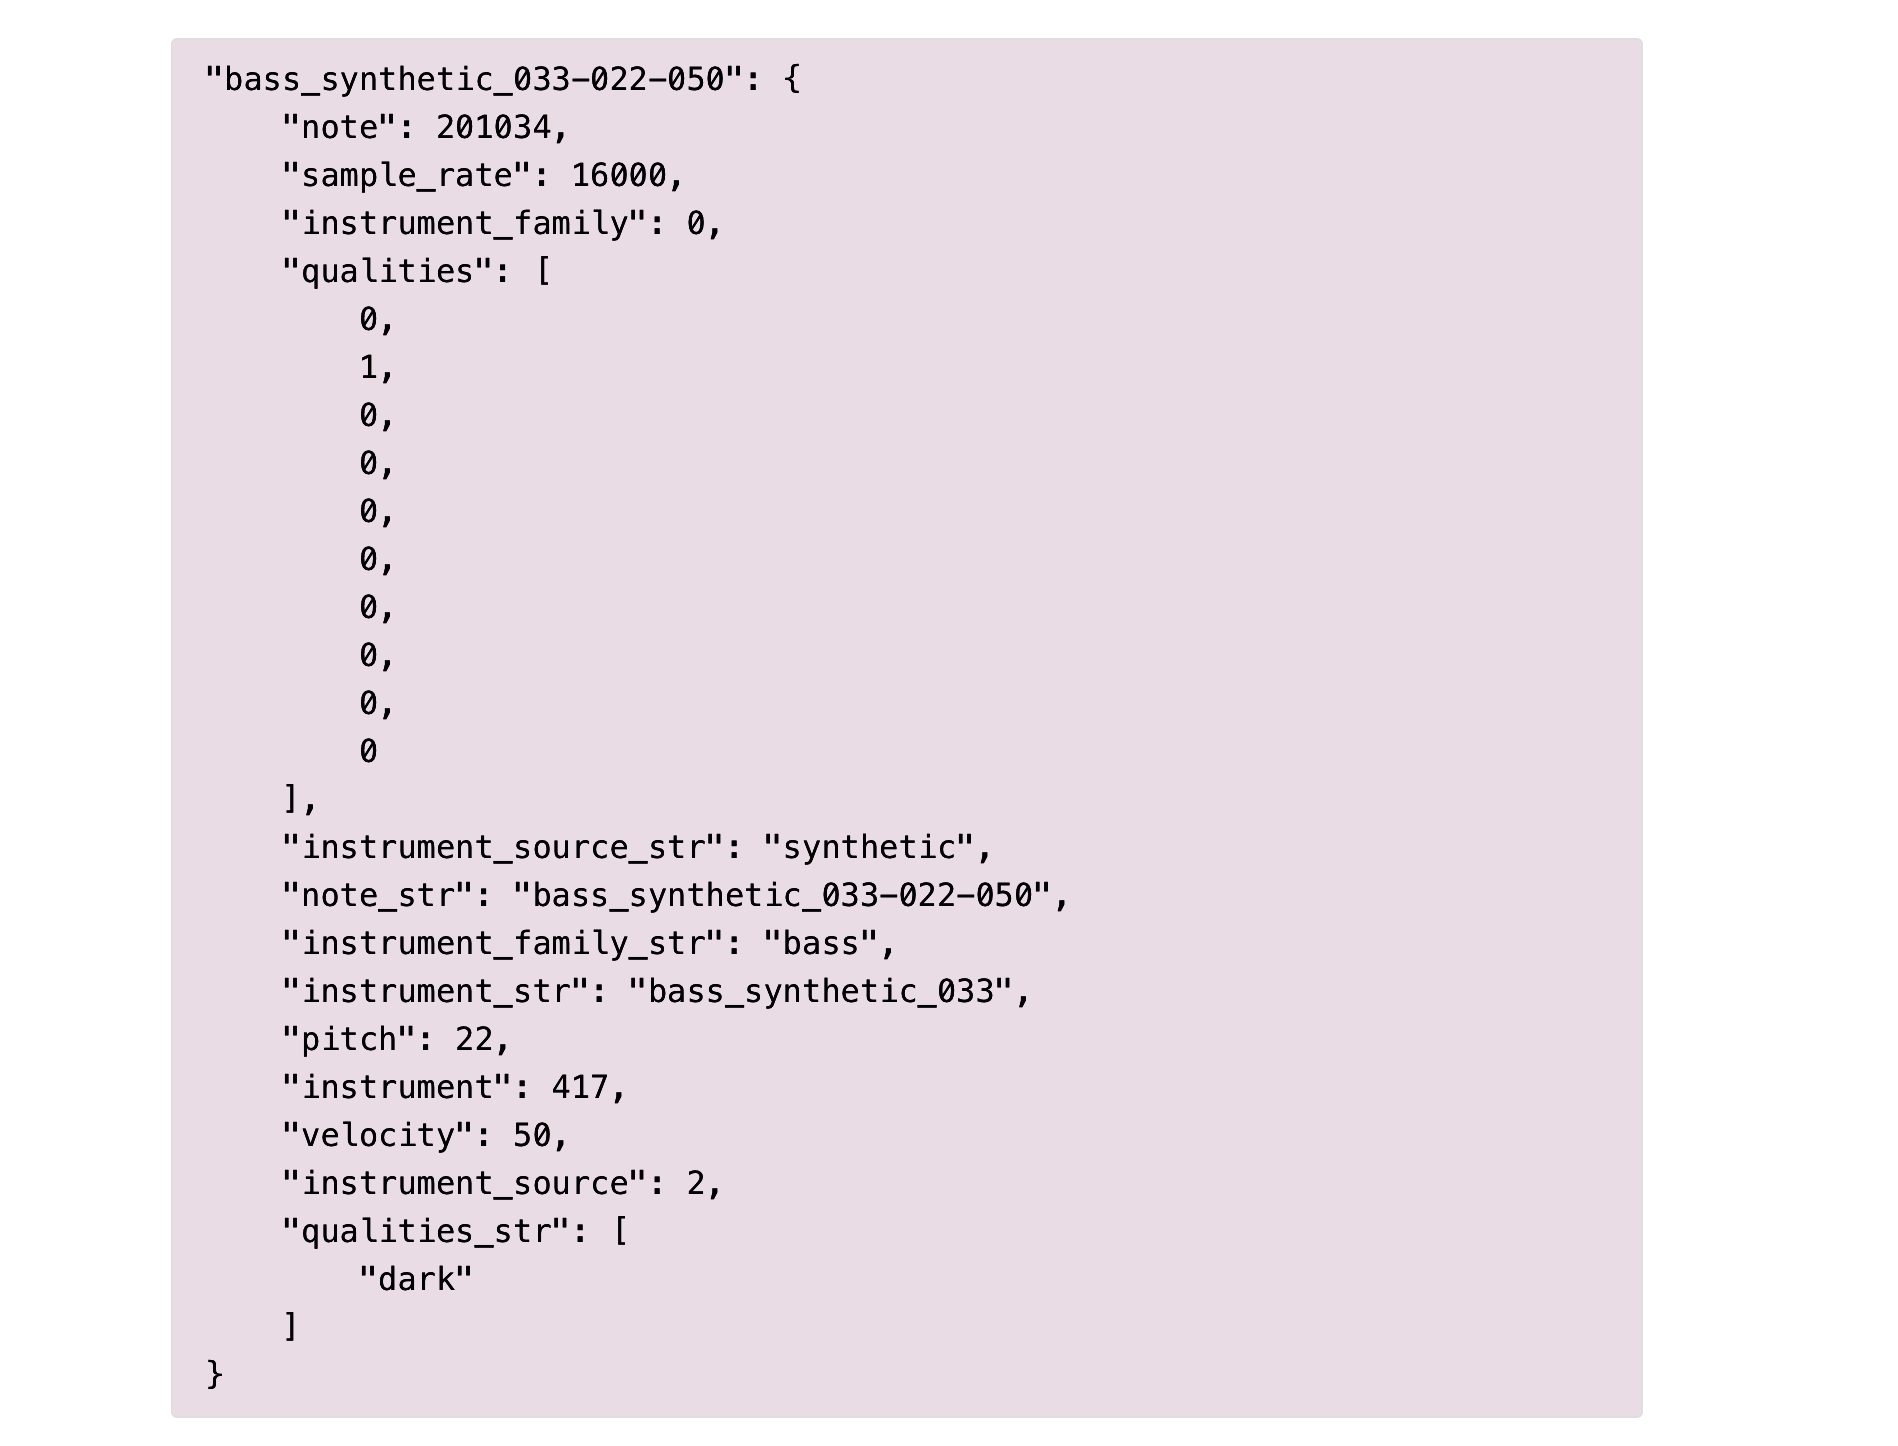 "bass_synthetic_033-022-050": {
    "note": 201034,
    "sample_rate": 16000,
    "instrument_family": 0,
    "qualities": [
        0,
        1,
        0,
        0,
        0,
        0,
        0,
        0,
        0,
        0
    ],
    "instrument_source_str": "synthetic",
    "note_str": "bass_synthetic_033-022-050",
    "instrument_family_str": "bass",
    "instrument_str": "bass_synthetic_033",
    "pitch": 22,
    "instrument": 417,
    "velocity": 50,
    "instrument_source": 2,
    "qualities_str": [
        "dark"
    ]
}